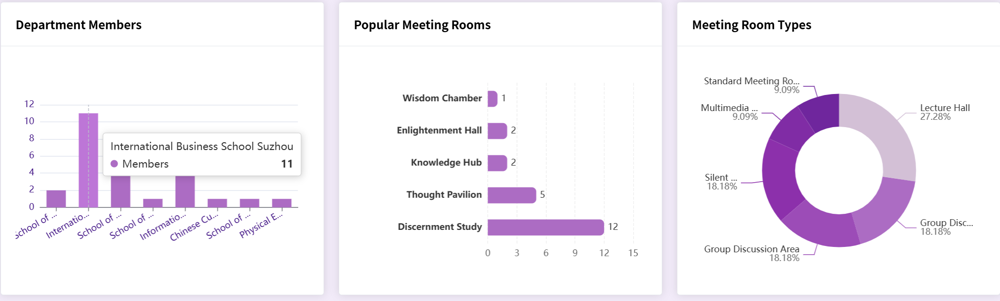 Department Members
12
10
8
6
4
2
0
School of ...
Internatio...
School of ...
School of ...
Informatio...
Chinese Cu...
School of ...
Physical E...
International Business School Suzhou
Members 11
Popular Meeting Rooms
Wisdom Chamber 1
Enlightenment Hall 2
Knowledge Hub 2
Thought Pavilion 5
Discernment Study 12
0 3 6 9 12 15
Meeting Room Types
Standard Meeting Ro...
9.09%
Multimedia ...
9.09%
Silent ...
18.18%
Group Discussion Area
18.18%
Lecture Hall
27.28%
Group Disc...
18.18%